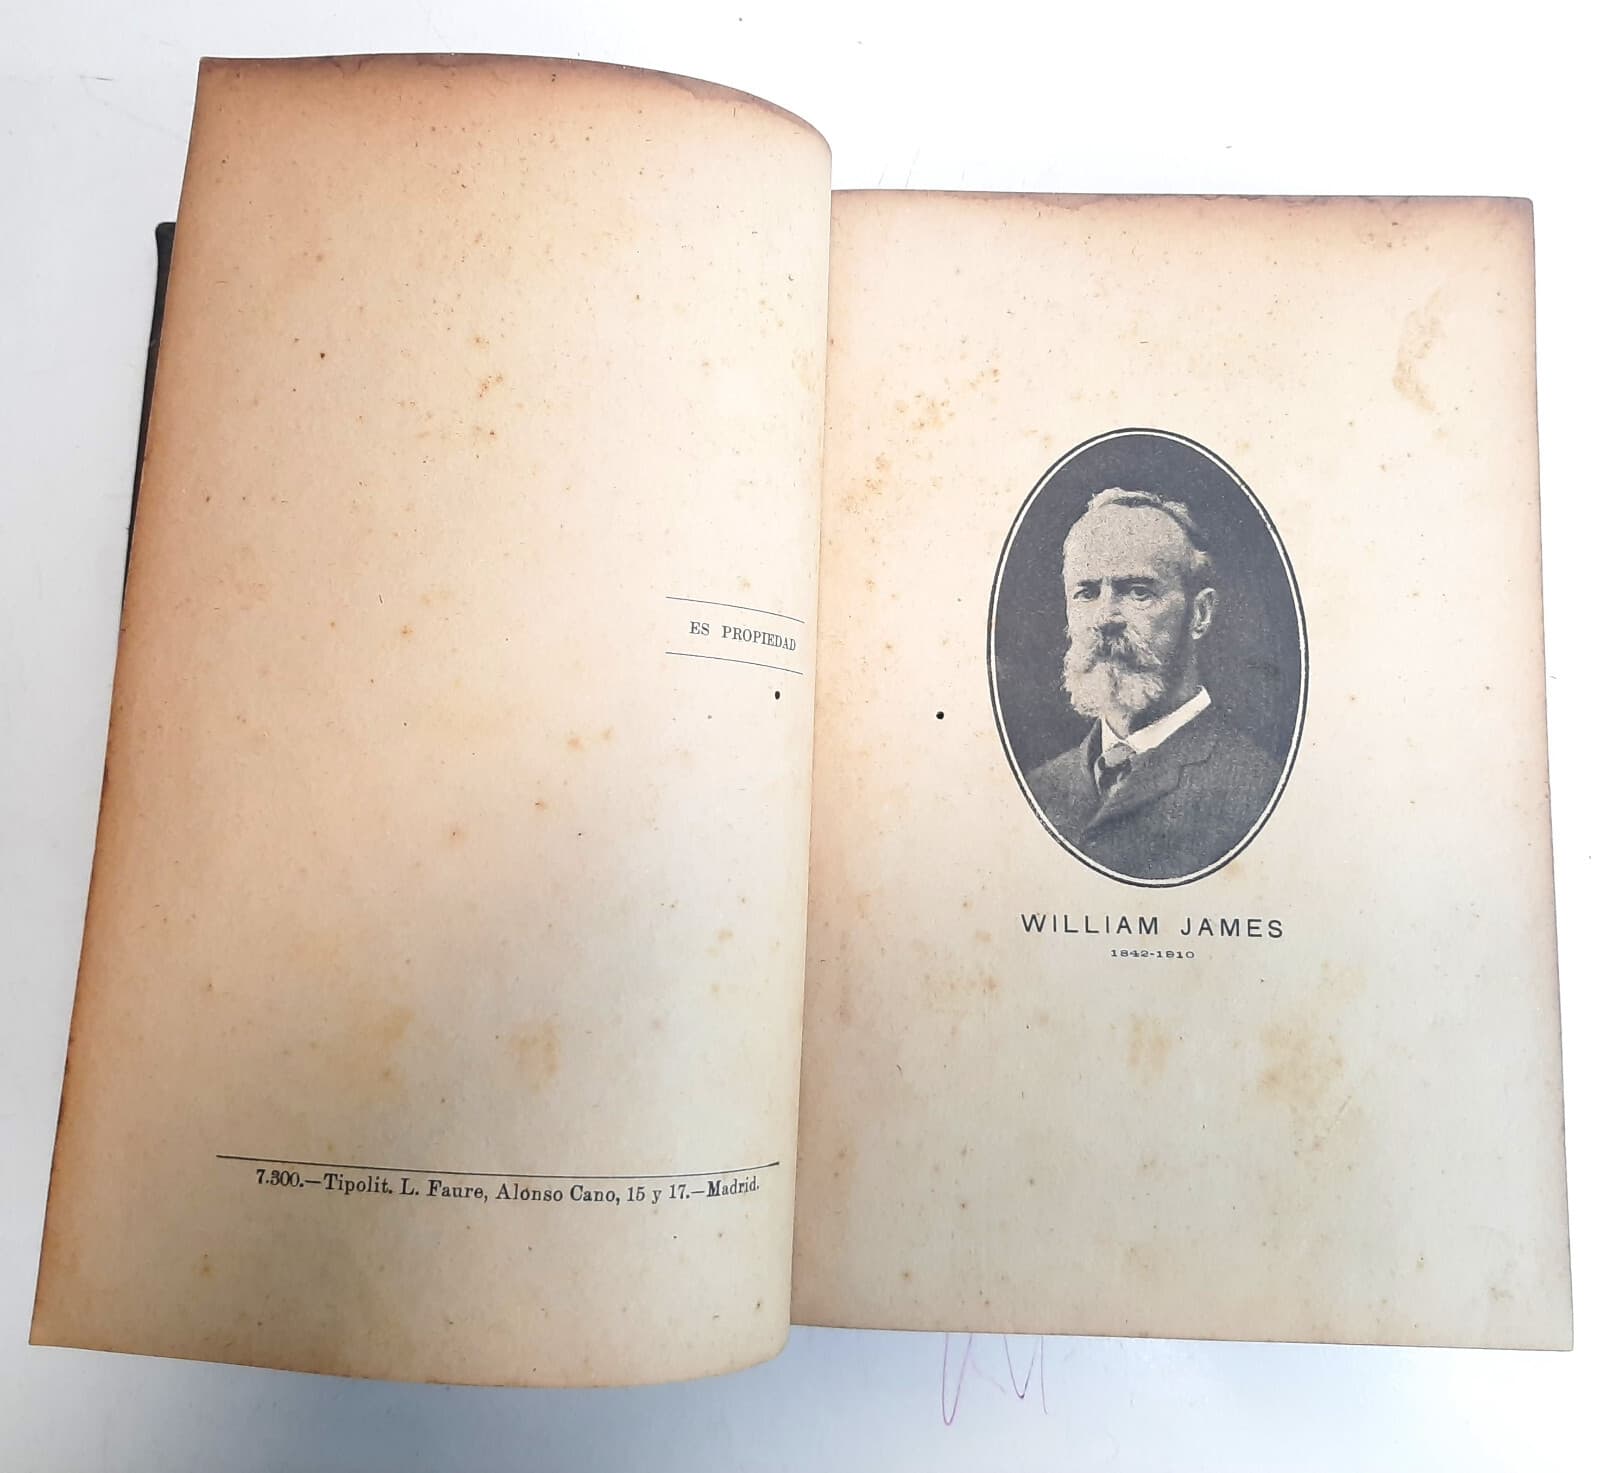 ES PROPIEDAD
7.300.—Tipolit. L. Faure, Alonso Cano, 15 y 17.—Madrid.
WILLIAM JAMES
1842-1910